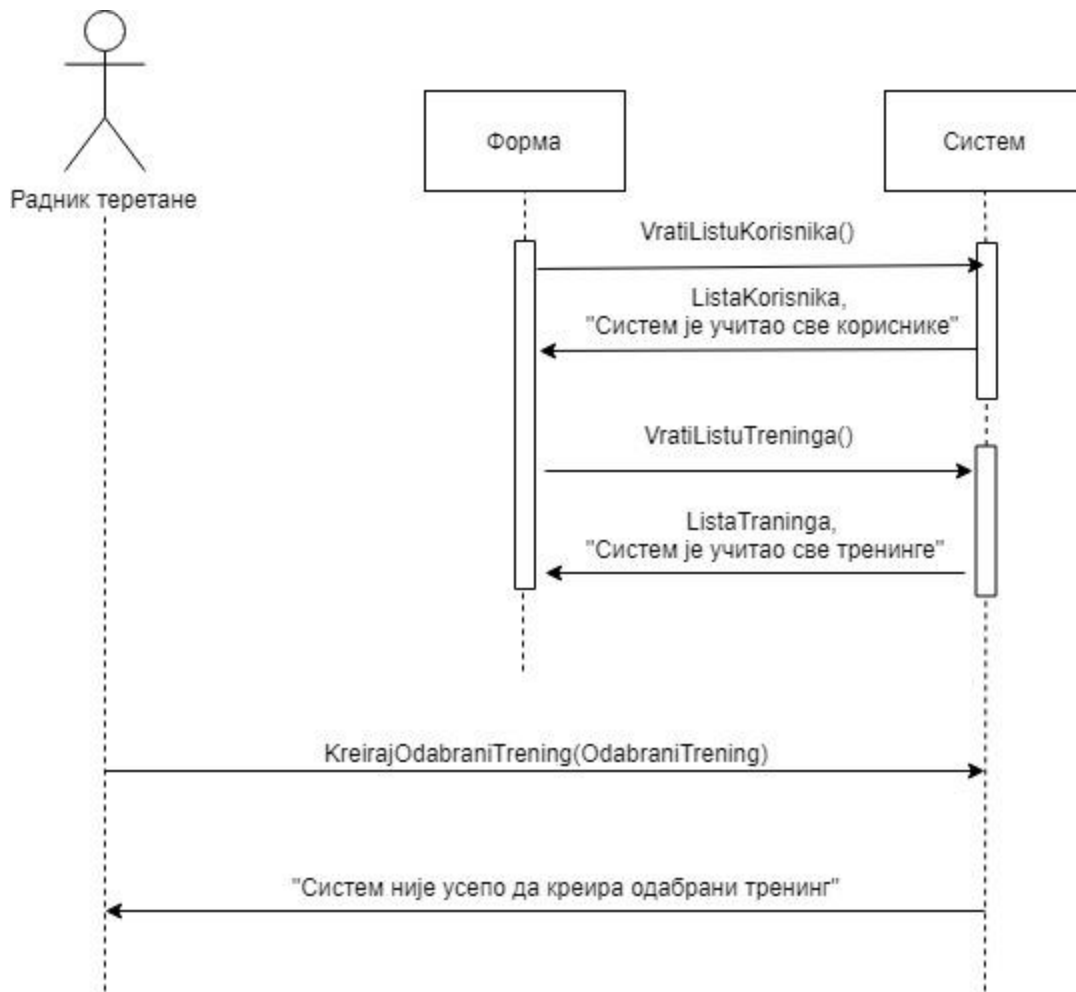 Форма
Систем
Радник теретане
VratiListuKorisnika()
ListaKorisnika,
"Систем је учитао све кориснике"
VratiListuTreninga()
ListaTraninga,
"Систем је учитао све тренинге"
KreirajOdabraniTrening(OdabraniTrening)
"Систем није усепо да креира одабрани тренинг"